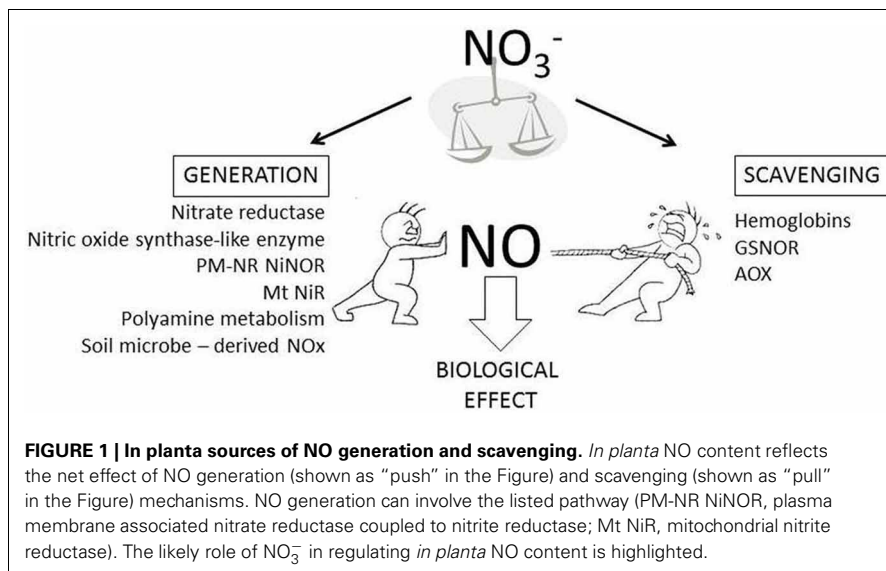 NO₃⁻
GENERATION
Nitrate reductase
Nitric oxide synthase-like enzyme
PM-NR NiNOR
Mt NiR
Polyamine metabolism
Soil microbe – derived NOx
NO
BIOLOGICAL
EFFECT
SCAVENGING
Hemoglobins
GSNOR
AOX
FIGURE 1 | In planta sources of NO generation and scavenging. In planta NO content reflects
the net effect of NO generation (shown as “push” in the Figure) and scavenging (shown as “pull”
in the Figure) mechanisms. NO generation can involve the listed pathway (PM-NR NiNOR, plasma
membrane associated nitrate reductase coupled to nitrite reductase; Mt NiR, mitochondrial nitrite
reductase). The likely role of NO₃⁻ in regulating in planta NO content is highlighted.